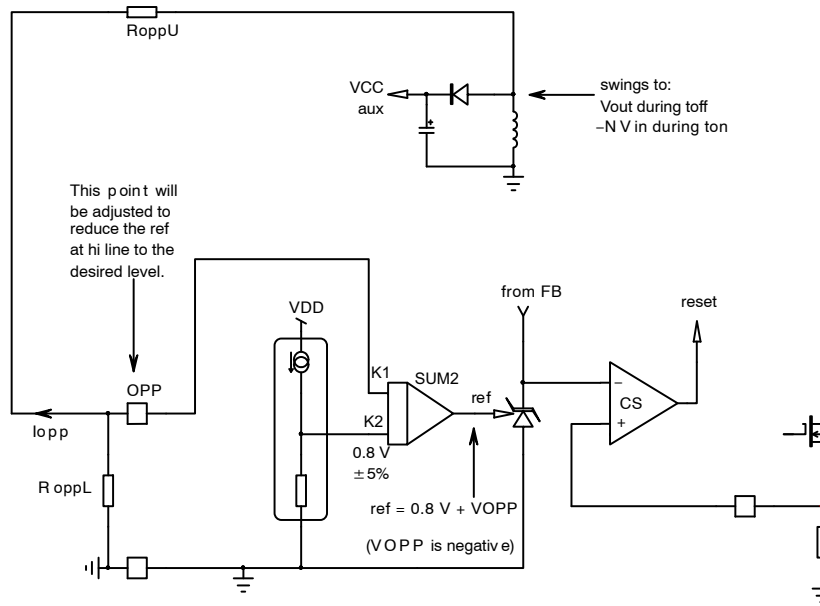 RoppU
VCC
aux
swings to:
Vout during toff
−N V in during ton
This point will
be adjusted to
reduce the ref
at hi line to the
desired level.
from FB
reset
VDD
K1
SUM2
OPP
ref
−
CS
+
K2
Iopp
0.8 V
±5%
R oppL
ref = 0.8 V + VOPP
(VOPP is negative)
+